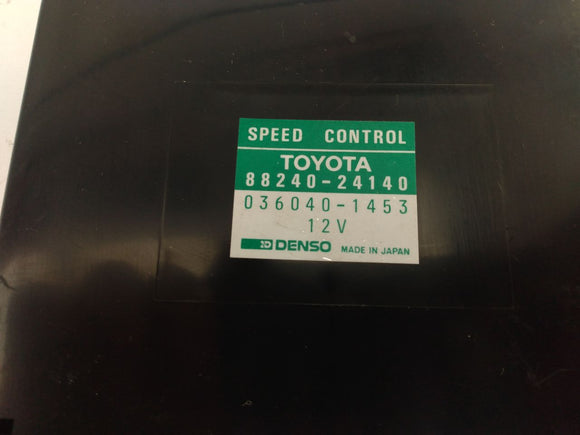 SPEED CONTROL
TOYOTA
88240-24140
036040-1453
12V
DENSO MADE IN JAPAN